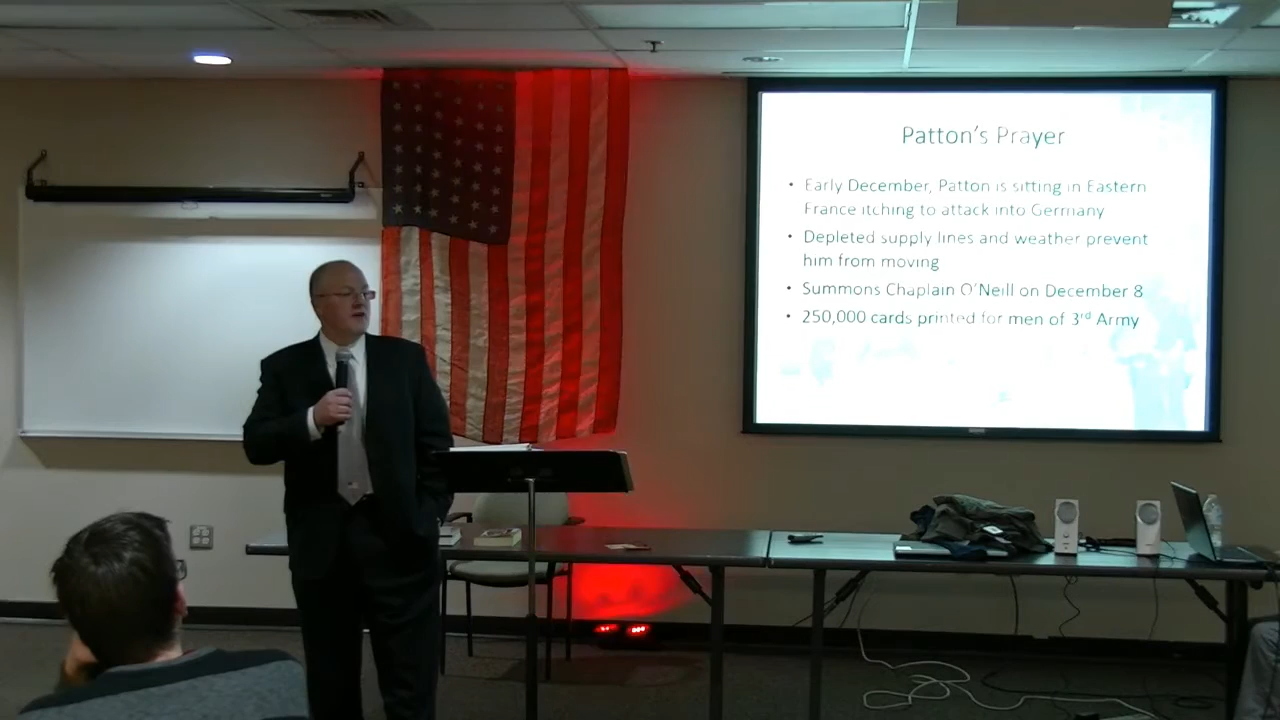 Patton's Prayer
• Early December, Patton is sitting in Eastern
France itching to attack into Germany
• Depleted supply lines and weather prevent
him from moving
• Summons Chaplain O'Neill on December 8
• 250,000 cards printed for men of 3rd Army